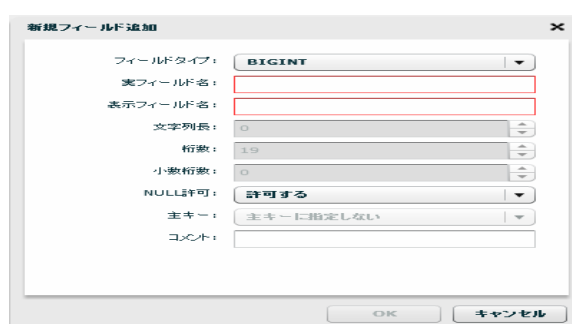 新規フィールド追加
フィールドタイプ: BIGINT
実フィールド名:
表示フィールド名:
文字列長: 0
桁数: 19
小数桁数: 0
NULL許可: 許可する
主キー: 主キーに指定しない
コメント:
OK キャンセル